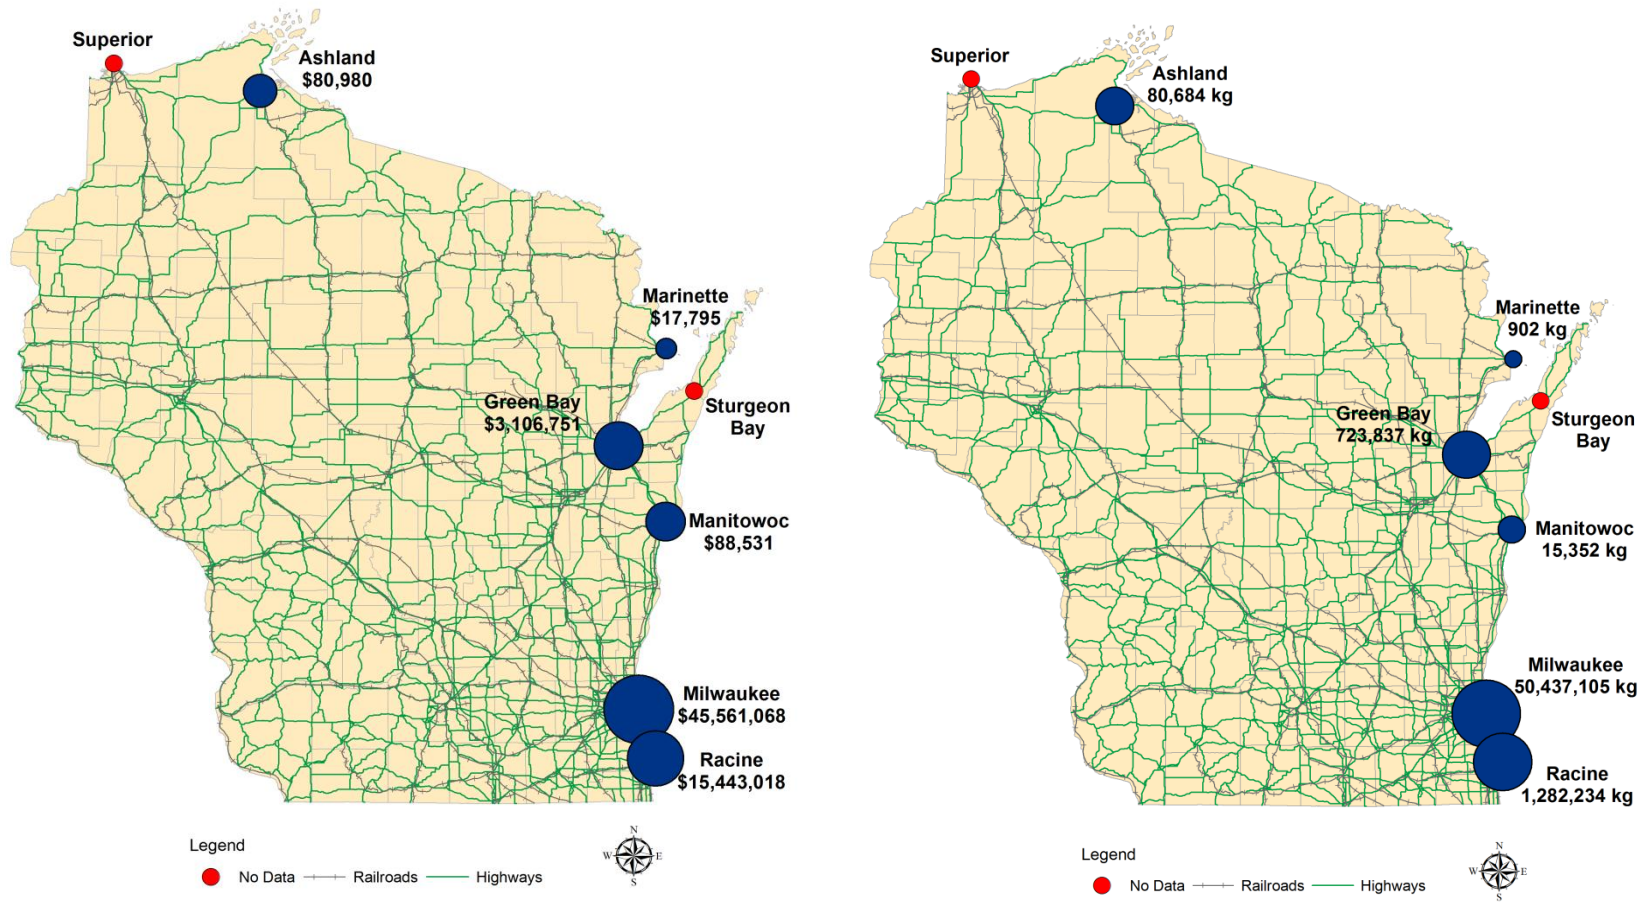 Superior
Ashland
$80,980
Marinette
$17,795
Green Bay
$3,106,751
Sturgeon
Bay
Manitowoc
$88,531
Milwaukee
$45,561,068
Racine
$15,443,018
Legend
No Data
Railroads
Highways
N
W
E
S
Superior
Ashland
80,684 kg
Marinette
902 kg
Green Bay
723,837 kg
Sturgeon
Bay
Manitowoc
15,352 kg
Milwaukee
50,437,105 kg
Racine
1,282,234 kg
Legend
No Data
Railroads
Highways
N
W
E
S